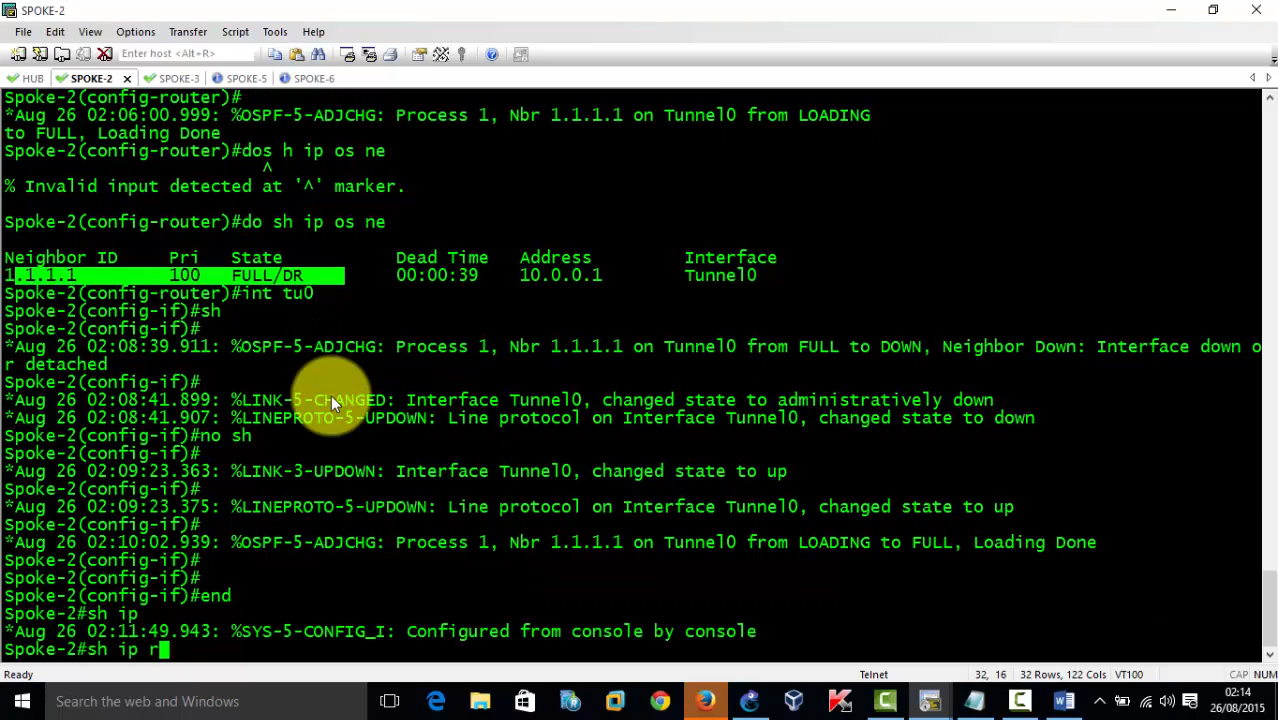 SPOKE-2
File Edit View Options Transfer Script Tools Help
Enter host <Alt+R>
HUB SPOKE-2 SPOKE-3 SPOKE-5 SPOKE-6
Spoke-2(config-router)#
*Aug 26 02:06:00.999: %OSPF-5-ADJCHG: Process 1, Nbr 1.1.1.1 on Tunnel0 from LOADING
to FULL, Loading Done
Spoke-2(config-router)#dos h ip os ne
^
% Invalid input detected at '^' marker.
Spoke-2(config-router)#do sh ip os ne
Neighbor ID Pri State Dead Time Address Interface
1.1.1.1 100 FULL/DR 00:00:39 10.0.0.1 Tunnel0
Spoke-2(config-router)#int tu0
Spoke-2(config-if)#sh
Spoke-2(config-if)#
*Aug 26 02:08:39.911: %OSPF-5-ADJCHG: Process 1, Nbr 1.1.1.1 on Tunnel0 from FULL to DOWN, Neighbor Down: Interface down o
r detached
Spoke-2(config-if)#
*Aug 26 02:08:41.899: %LINK-5-CHANGED: Interface Tunnel0, changed state to administratively down
*Aug 26 02:08:41.907: %LINEPROTO-5-UPDOWN: Line protocol on Interface Tunnel0, changed state to down
Spoke-2(config-if)#no sh
Spoke-2(config-if)#
*Aug 26 02:09:23.363: %LINK-3-UPDOWN: Interface Tunnel0, changed state to up
Spoke-2(config-if)#
*Aug 26 02:09:23.375: %LINEPROTO-5-UPDOWN: Line protocol on Interface Tunnel0, changed state to up
Spoke-2(config-if)#
*Aug 26 02:10:02.939: %OSPF-5-ADJCHG: Process 1, Nbr 1.1.1.1 on Tunnel0 from LOADING to FULL, Loading Done
Spoke-2(config-if)#
Spoke-2(config-if)#
Spoke-2(config-if)#end
Spoke-2#sh ip
*Aug 26 02:11:49.943: %SYS-5-CONFIG_I: Configured from console by console
Spoke-2#sh ip r
Ready Telnet 32, 16 32 Rows, 122 Cols VT100 CAP NUM
Search the web and Windows
02:14
26/08/2015